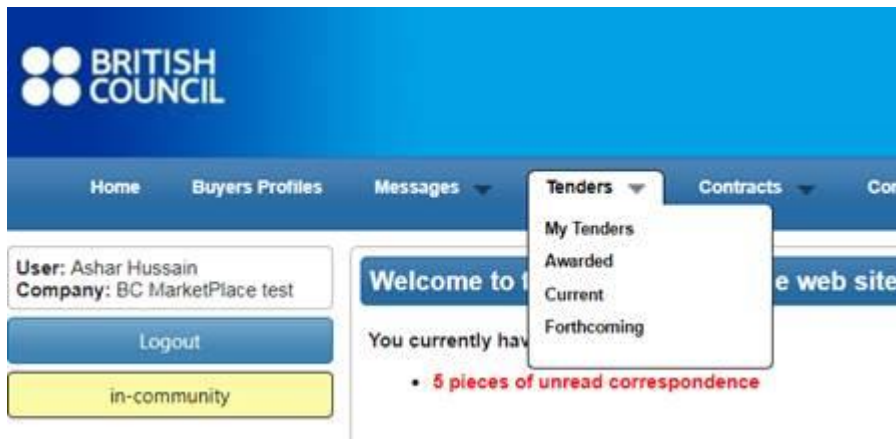 BRITISH
COUNCIL
Home Buyers Profiles Messages Tenders Contracts
My Tenders
Awarded
Current
Forthcoming
User: Ashar Hussain
Company: BC MarketPlace test
Logout
in-community
Welcome to e web site
You currently hav
5 pieces of unread correspondence